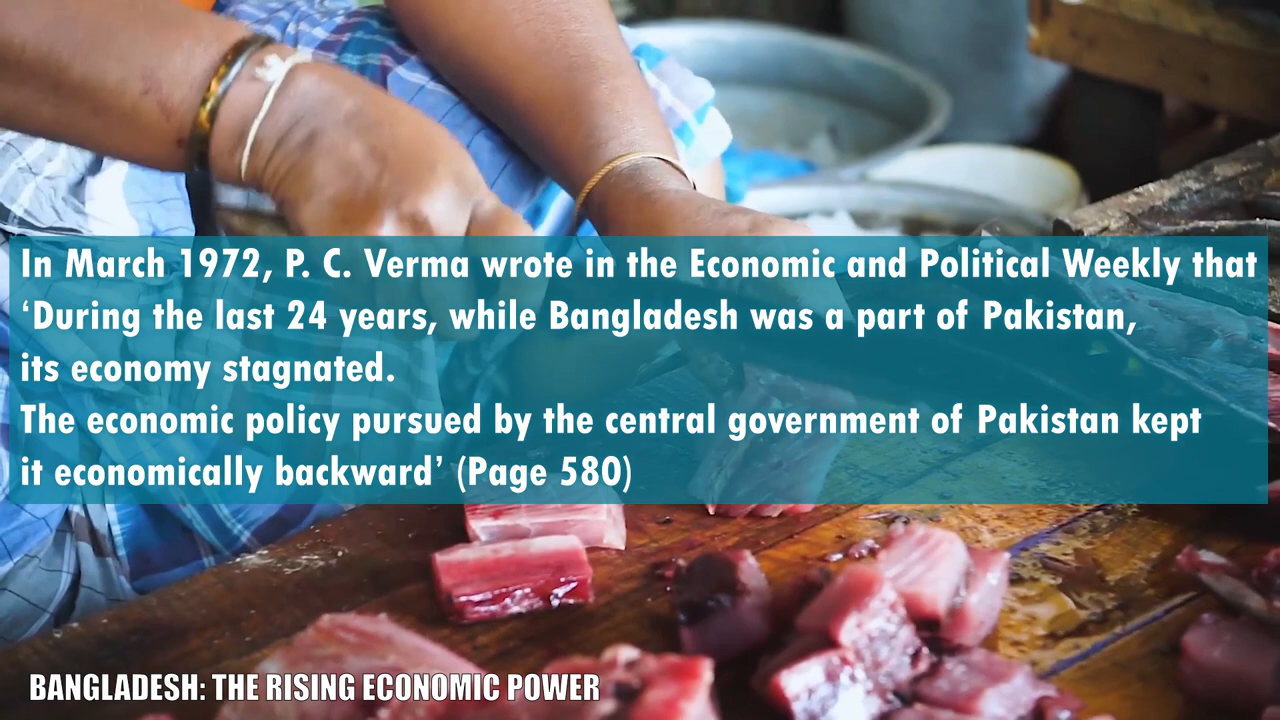 In March 1972, P. C. Verma wrote in the Economic and Political Weekly that
‘During the last 24 years, while Bangladesh was a part of Pakistan,
its economy stagnated.
The economic policy pursued by the central government of Pakistan kept
it economically backward’ (Page 580)
BANGLADESH: THE RISING ECONOMIC POWER